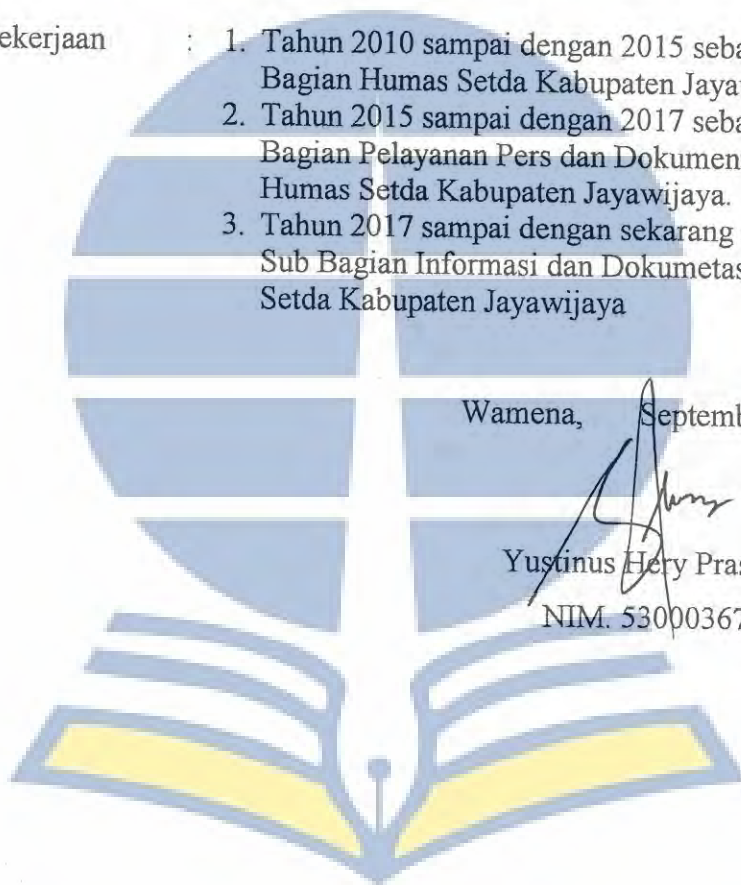 ekerjaan : 1. Tahun 2010 sampai dengan 2015 seba
Bagian Humas Setda Kabupaten Jaya
2. Tahun 2015 sampai dengan 2017 seba
Bagian Pelayanan Pers dan Dokumen
Humas Setda Kabupaten Jayawijaya.
3. Tahun 2017 sampai dengan sekarang
Sub Bagian Informasi dan Dokumetas
Setda Kabupaten Jayawijaya
Wamena, Septemb
Yustinus Hery Pras
NIM. 53000367